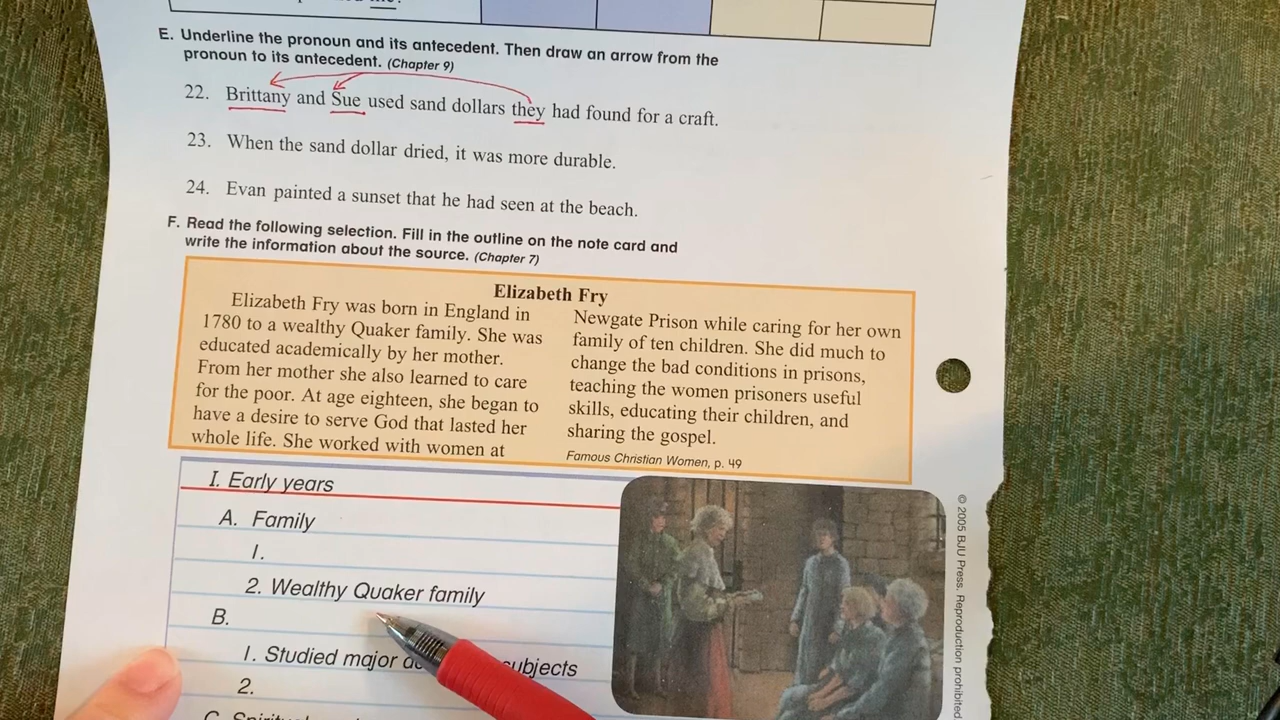 me?
E. Underline the pronoun and its antecedent. Then draw an arrow from the
pronoun to its antecedent. (Chapter 9)
22. Brittany and Sue used sand dollars they had found for a craft.
23. When the sand dollar dried, it was more durable.
24. Evan painted a sunset that he had seen at the beach.
F. Read the following selection. Fill in the outline on the note card and
write the information about the source. (Chapter 7)
Elizabeth Fry
Elizabeth Fry was born in England in
1780 to a wealthy Quaker family. She was
educated academically by her mother.
From her mother she also learned to care
for the poor. At age eighteen, she began to
have a desire to serve God that lasted her
whole life. She worked with women at
Newgate Prison while caring for her own
family of ten children. She did much to
change the bad conditions in prisons,
teaching the women prisoners useful
skills, educating their children, and
sharing the gospel.
Famous Christian Women, p. 49
I. Early years
A. Family
1.
2. Wealthy Quaker family
B.
1. Studied major
2.
C.
© 2005 BJU Press. Reproduction prohibited.